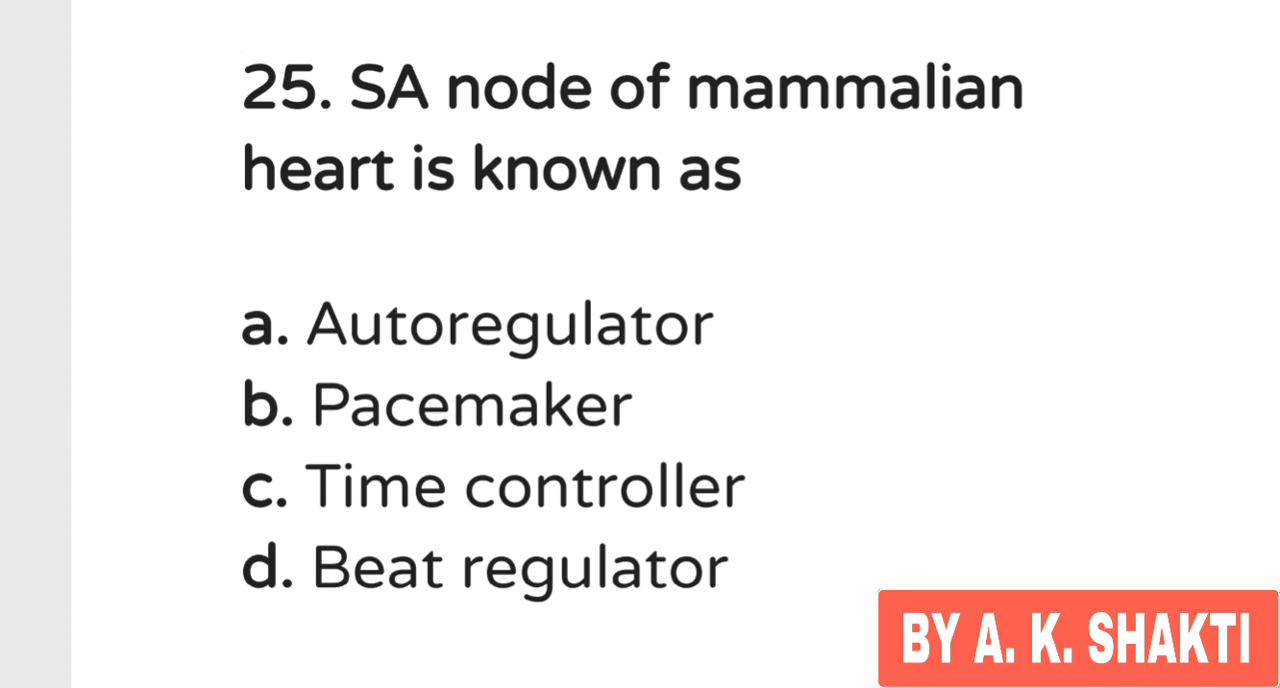 25. SA node of mammalian
heart is known as
a. Autoregulator
b. Pacemaker
c. Time controller
d. Beat regulator
BY A. K. SHAKTI